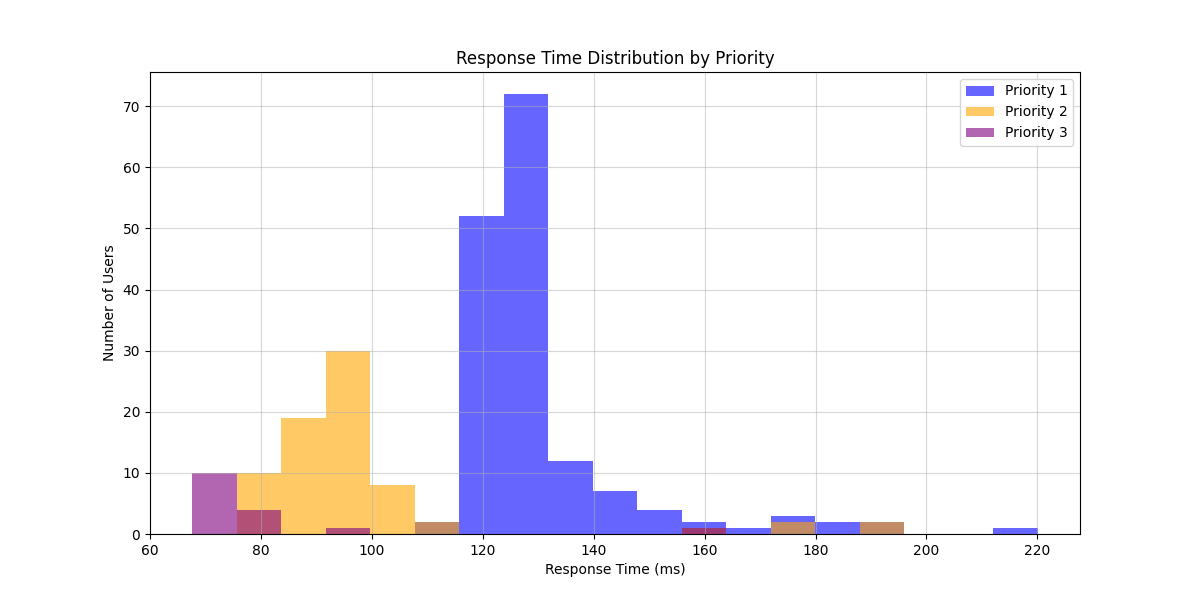 Response Time Distribution by Priority
Priority 1
Priority 2
Priority 3
Number of Users
70
60
50
40
30
20
10
0
60 80 100 120 140 160 180 200 220
Response Time (ms)